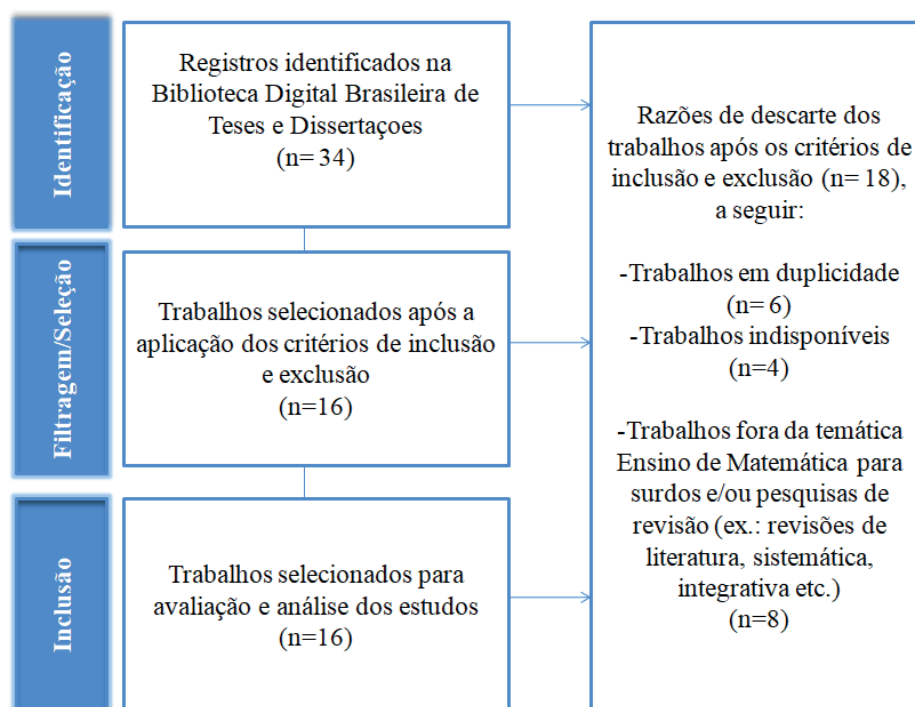 Identificação
Registros identificados na
Biblioteca Digital Brasileira de
Teses e Dissertaçoes
(n= 34)
Filtragem/Seleção
Trabalhos selecionados após a
aplicação dos critérios de inclusão
e exclusão
(n=16)
Inclusão
Trabalhos selecionados para
avaliação e análise dos estudos
(n=16)
Razões de descarte dos
trabalhos após os critérios de
inclusão e exclusão (n= 18),
a seguir:
-Trabalhos em duplicidade
(n= 6)
-Trabalhos indisponíveis
(n=4)
-Trabalhos fora da temática
Ensino de Matemática para
surdos e/ou pesquisas de
revisão (ex.: revisões de
literatura, sistemática,
integrativa etc.)
(n=8)